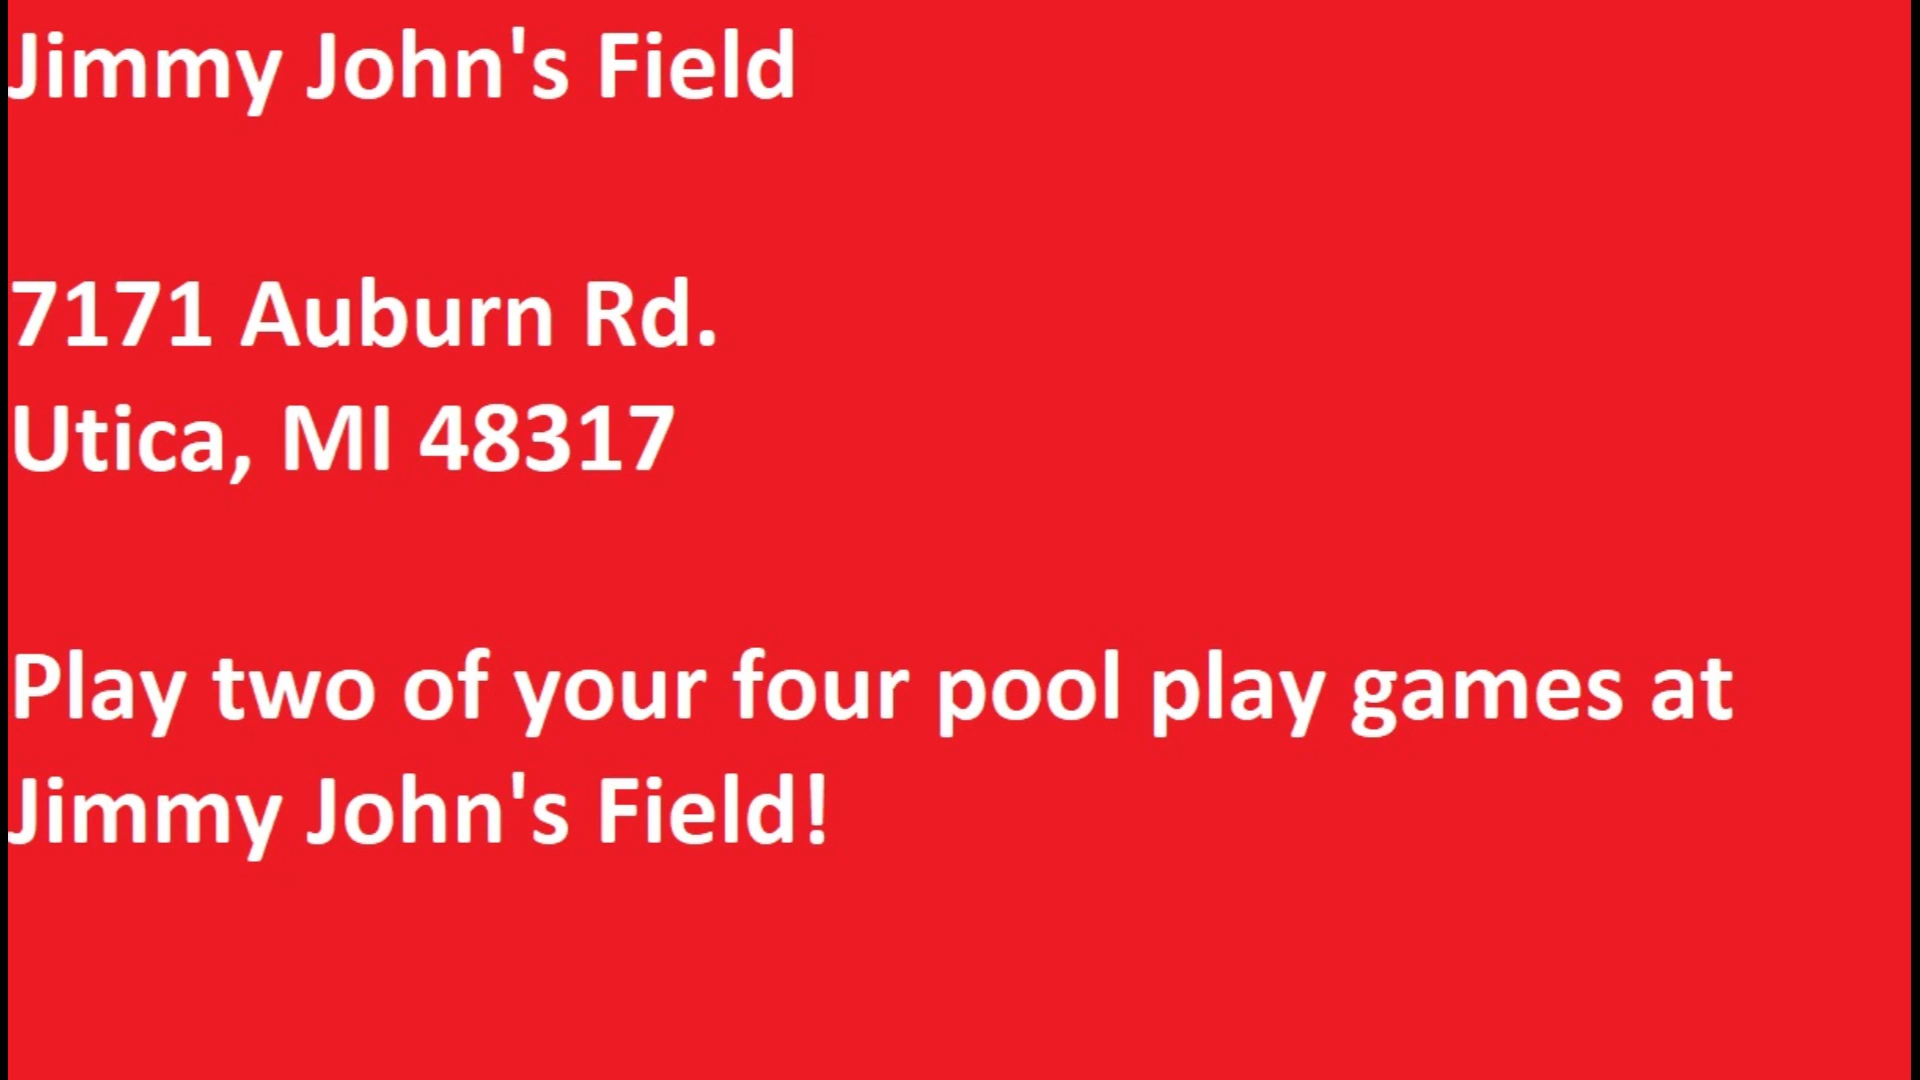 Jimmy John's Field
7171 Auburn Rd.
Utica, MI 48317
Play two of your four pool play games at
Jimmy John's Field!